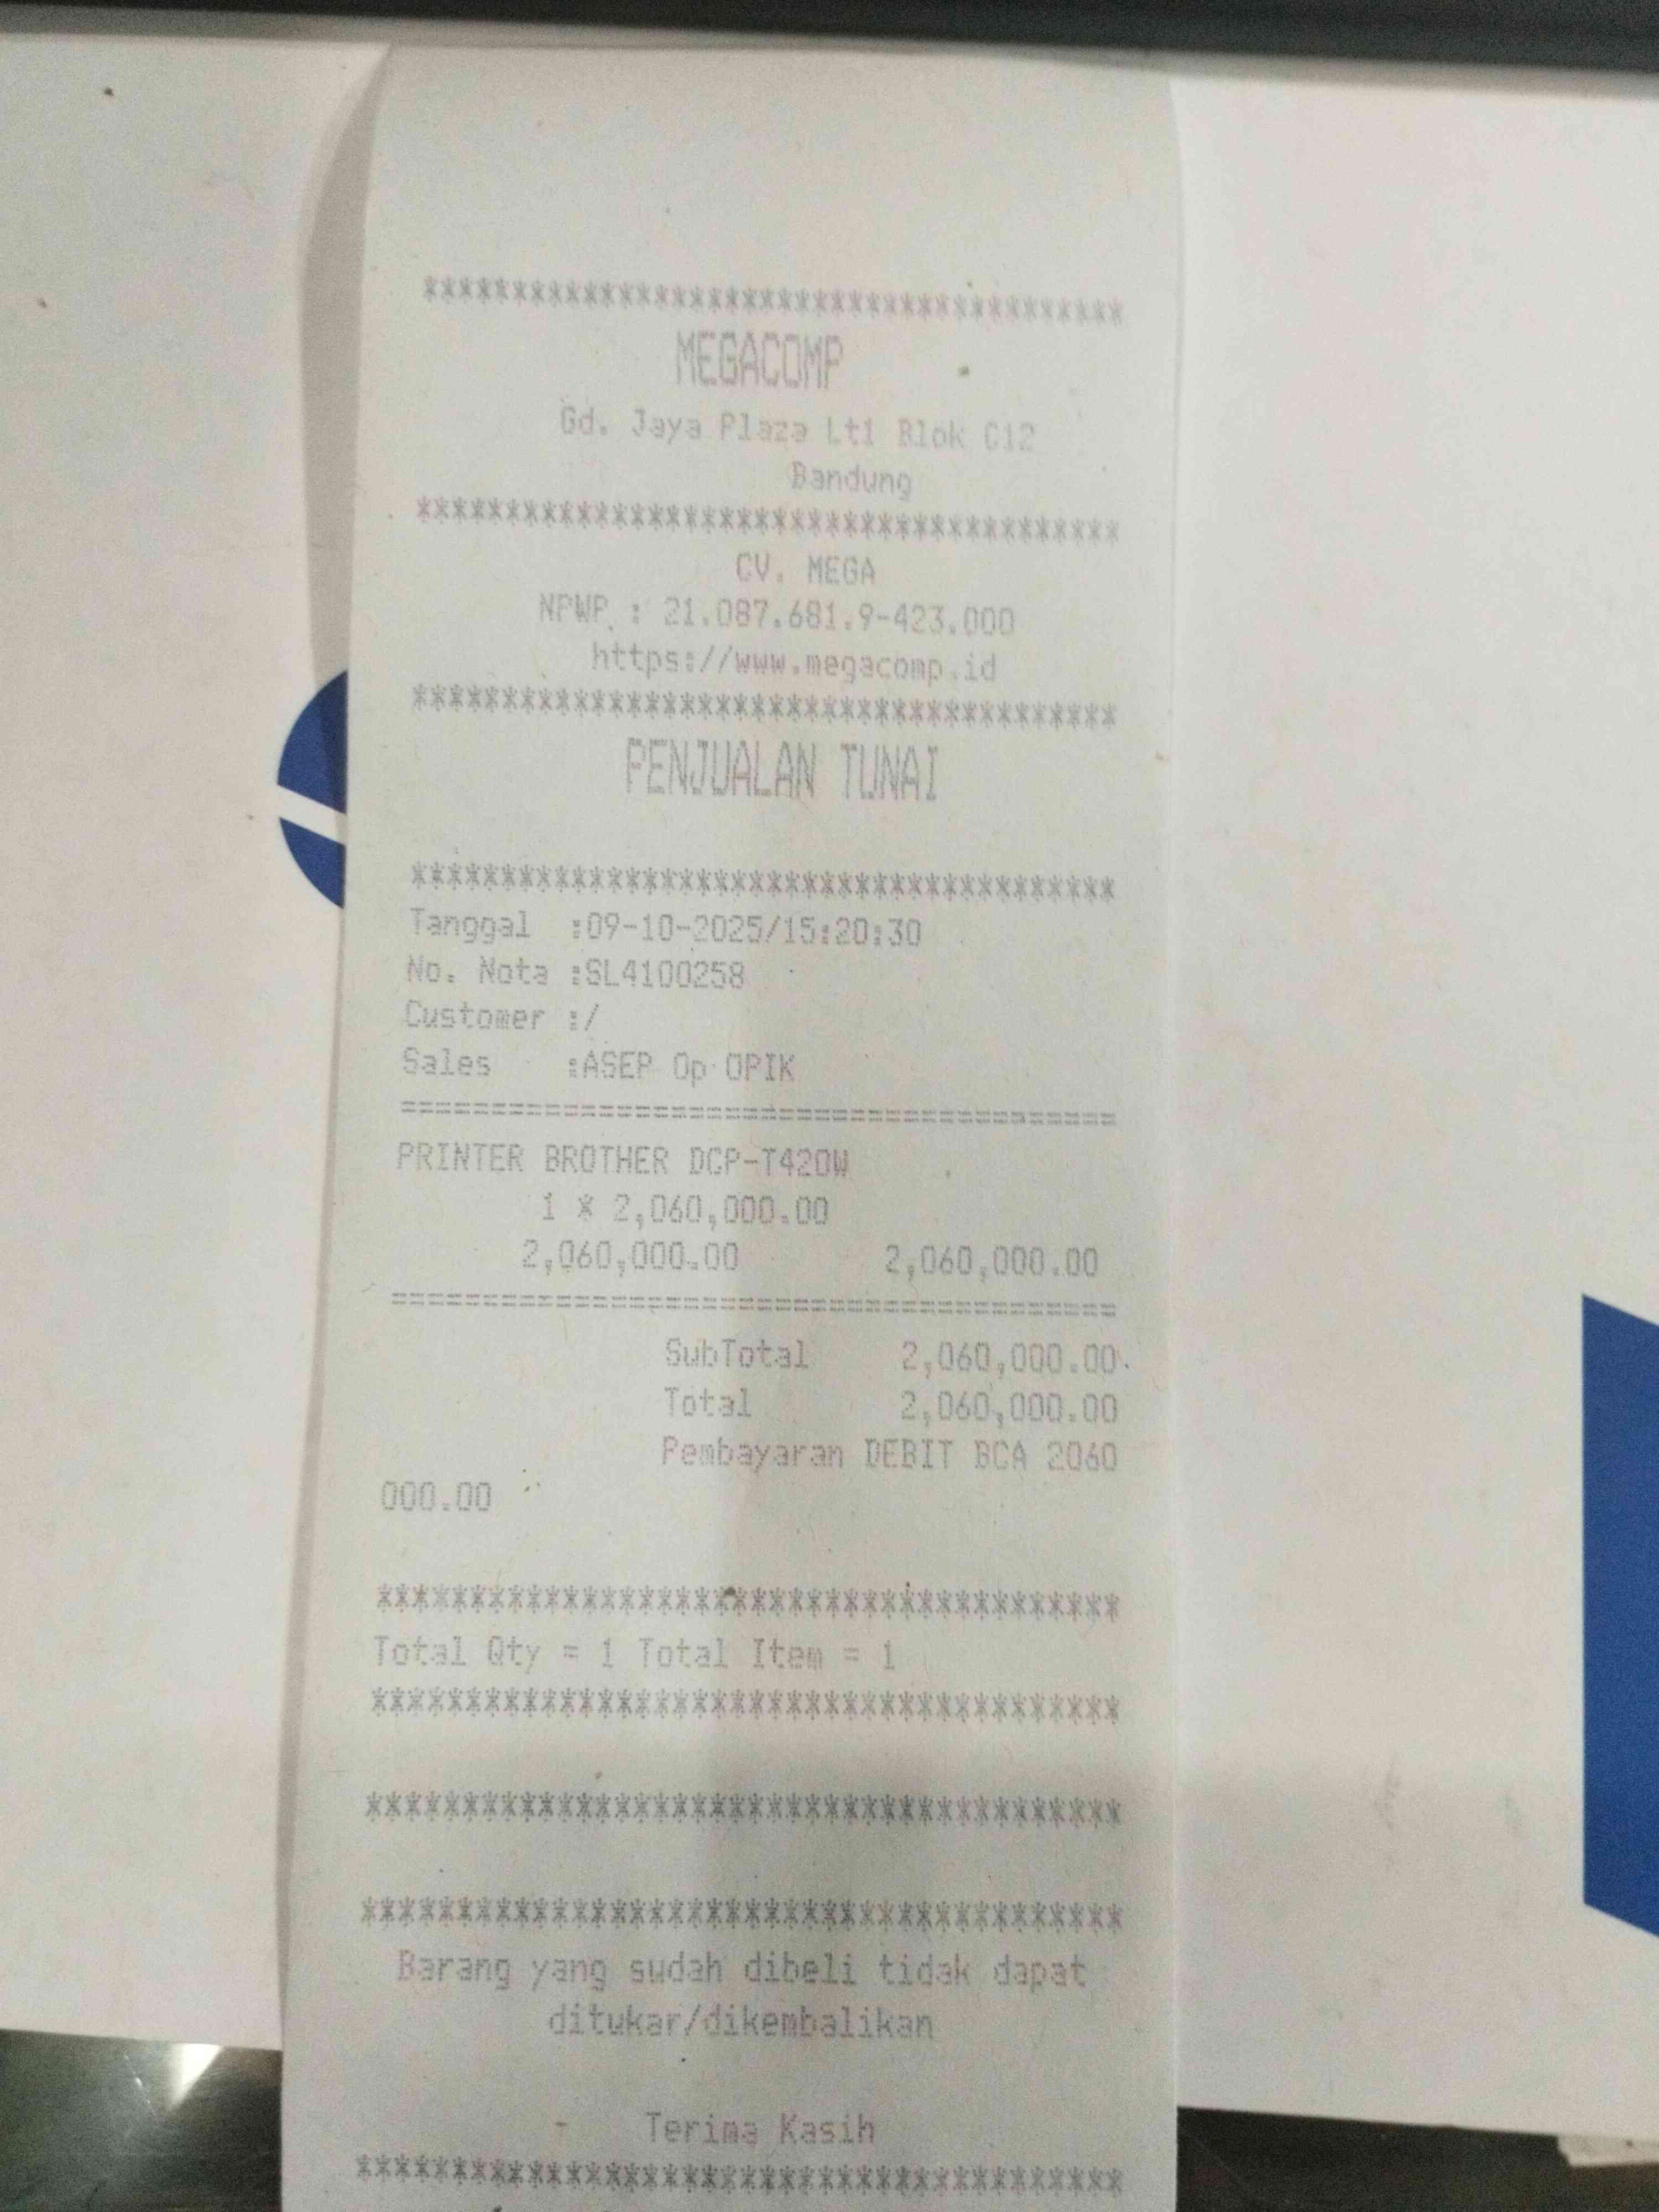 ***************************************
MEGACOMP
Gd. Jaya Plaza Lt1 Blok C12
Bandung
***************************************
CV. MEGA
NPWP : 21.087.681.9-423.000
https://www.megacomp.id
***************************************
PENJUALAN TUNAI
***************************************
Tanggal :09-10-2025/15:20:30
No. Nota :SL4100258
Customer :/
Sales :ASEP Op OPIK
========================================
PRINTER BROTHER DCP-T420W
1 * 2,060,000.00
2,060,000.00 2,060,000.00
========================================
SubTotal 2,060,000.00
Total 2,060,000.00
Pembayaran DEBIT BCA 2060
000.00
***************************************
Total Qty = 1 Total Item = 1
***************************************
***************************************
***************************************
Barang yang sudah dibeli tidak dapat
ditukar/dikembalikan
Terima Kasih
***************************************